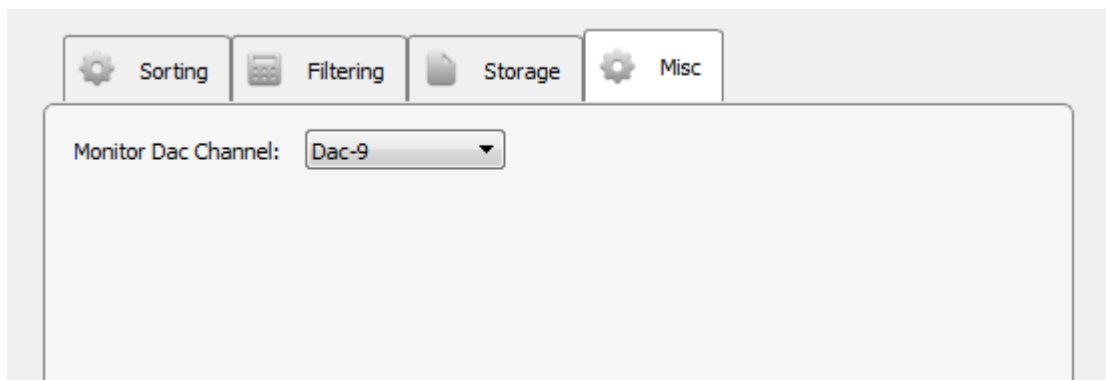 Sorting Filtering Storage Misc
Monitor Dac Channel: Dac-9